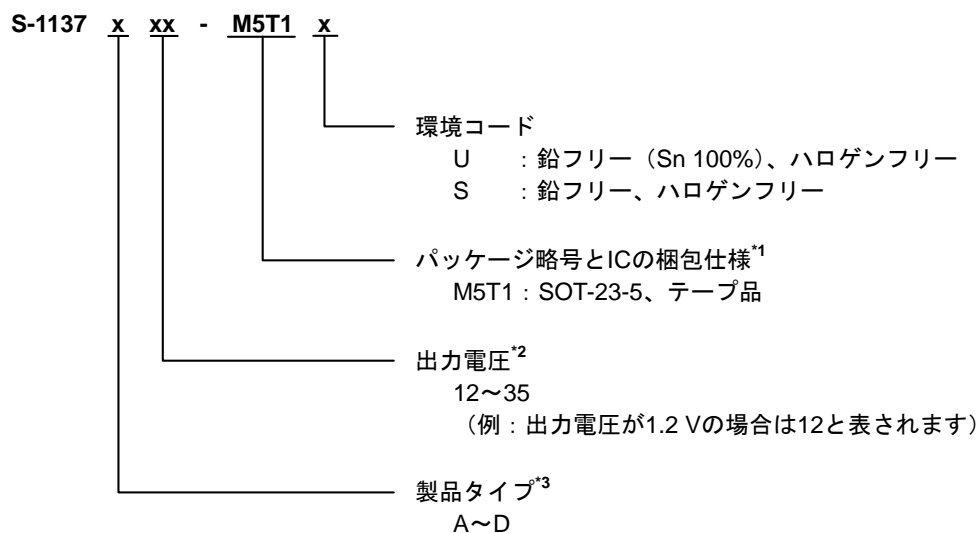 S-1137 x xx - M5T1 x
環境コード
U : 鉛フリー（Sn 100%）、ハロゲンフリー
S : 鉛フリー、ハロゲンフリー
パッケージ略号とICの梱包仕様*1
M5T1 : SOT-23-5、テープ品
出力電圧*2
12～35
（例：出力電圧が1.2 Vの場合は12と表されます）
製品タイプ*3
A～D